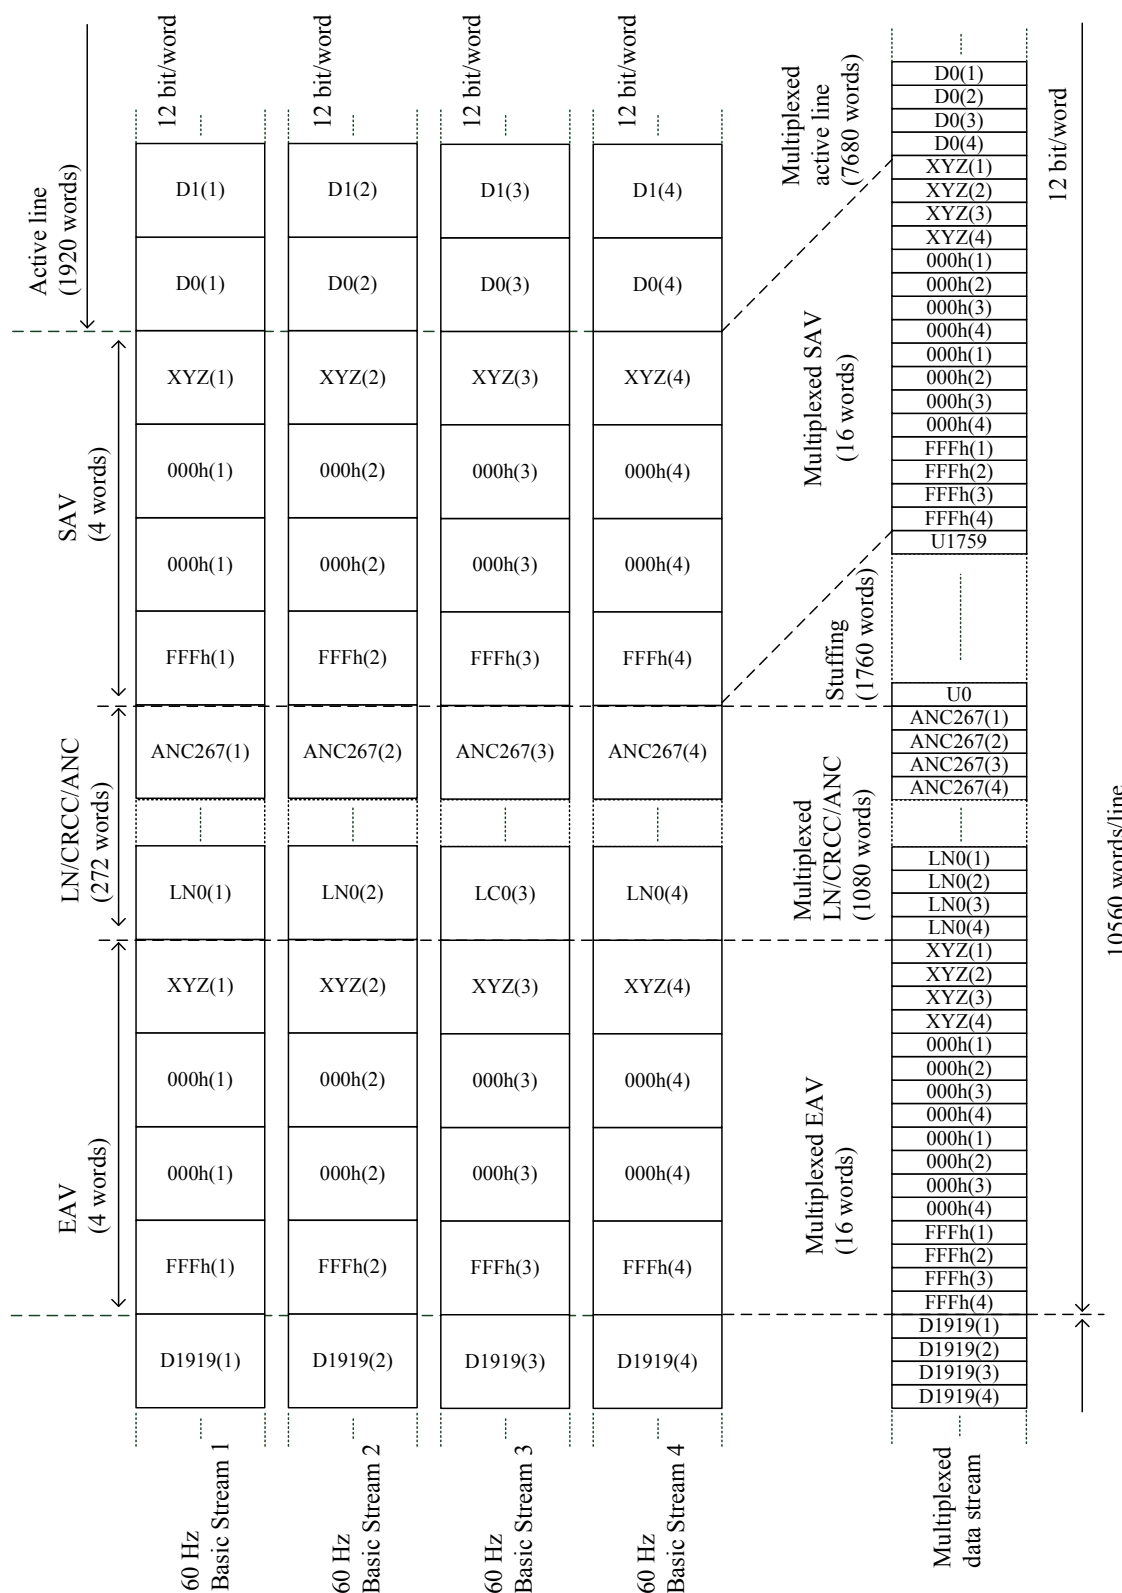 Active line
(1920 words)
SAV
(4 words)
LN/CRCC/ANC
(272 words)
EAV
(4 words)
12 bit/word
D1(1)
D0(1)
XYZ(1)
000h(1)
000h(1)
FFFh(1)
ANC267(1)
LN0(1)
XYZ(1)
000h(1)
000h(1)
FFFh(1)
D1919(1)
60 Hz
Basic Stream 1
12 bit/word
D1(2)
D0(2)
XYZ(2)
000h(2)
000h(2)
FFFh(2)
ANC267(2)
LN0(2)
XYZ(2)
000h(2)
000h(2)
FFFh(2)
D1919(2)
60 Hz
Basic Stream 2
12 bit/word
D1(3)
D0(3)
XYZ(3)
000h(3)
000h(3)
FFFh(3)
ANC267(3)
LC0(3)
XYZ(3)
000h(3)
000h(3)
FFFh(3)
D1919(3)
60 Hz
Basic Stream 3
12 bit/word
D1(4)
D0(4)
XYZ(4)
000h(4)
000h(4)
FFFh(4)
ANC267(4)
LN0(4)
XYZ(4)
000h(4)
000h(4)
FFFh(4)
D1919(4)
60 Hz
Basic Stream 4
Multiplexed
active line
(7680 words)
Multiplexed SAV
(16 words)
Stuffing
(1760 words)
Multiplexed
LN/CRCC/ANC
(1080 words)
Multiplexed EAV
(16 words)
D0(1)
D0(2)
D0(3)
D0(4)
XYZ(1)
XYZ(2)
XYZ(3)
XYZ(4)
000h(1)
000h(2)
000h(3)
000h(4)
000h(1)
000h(2)
000h(3)
000h(4)
FFFh(1)
FFFh(2)
FFFh(3)
FFFh(4)
U1759
U0
ANC267(1)
ANC267(2)
ANC267(3)
ANC267(4)
LN0(1)
LN0(2)
LN0(3)
LN0(4)
XYZ(1)
XYZ(2)
XYZ(3)
XYZ(4)
000h(1)
000h(2)
000h(3)
000h(4)
000h(1)
000h(2)
000h(3)
000h(4)
FFFh(1)
FFFh(2)
FFFh(3)
FFFh(4)
D1919(1)
D1919(2)
D1919(3)
D1919(4)
Multiplexed
data stream
12 bit/word
10560 words/line